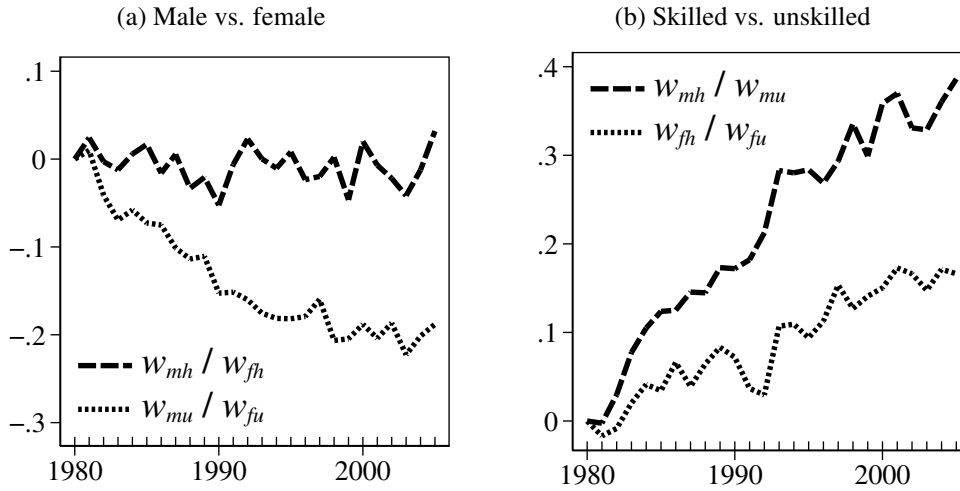 (a) Male vs. female
.1
0
−.1
−.2
−.3
w_mh / w_fh
w_mu / w_fu
1980 1990 2000
(b) Skilled vs. unskilled
.4
.3
.2
.1
0
w_mh / w_mu
w_fh / w_fu
1980 1990 2000